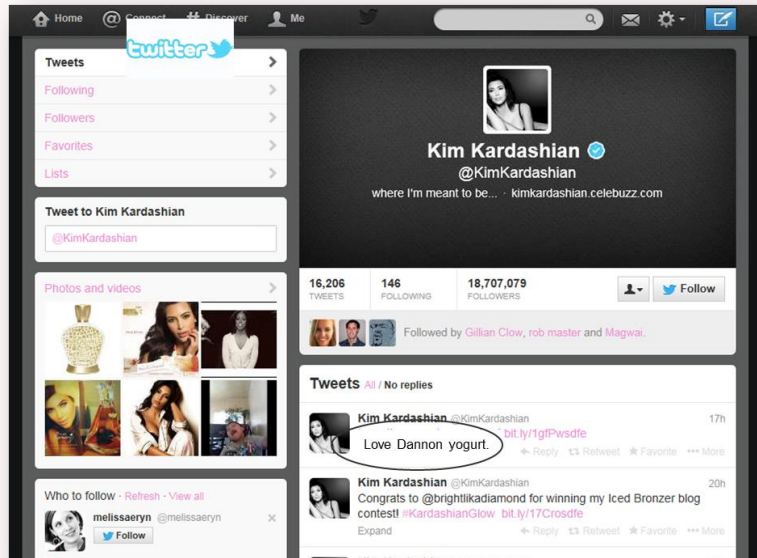 Home
@ Connect
# Discover
Me
twitter
Tweets
Following
Followers
Favorites
Lists
Tweet to Kim Kardashian
@KimKardashian
Photos and videos
Who to follow · Refresh · View all
melissaeryn @melissaeryn
Follow
Kim Kardashian
@KimKardashian
where I'm meant to be... · kimkardashian.celebuzz.com
16,206 146 18,707,079
TWEETS FOLLOWING FOLLOWERS
Follow
Followed by Gillian Clow, rob master and Magwai.
Tweets All / No replies
Kim Kardashian @KimKardashian 17h
bit.ly/1gfPwsdfe
Love Dannon yogurt.
Reply Retweet Favorite More
Kim Kardashian @KimKardashian 20h
Congrats to @brightlikadiamond for winning my Iced Bronzer blog
contest! #KardashianGlow bit.ly/17Crosdfe
Expand Reply Retweet Favorite More